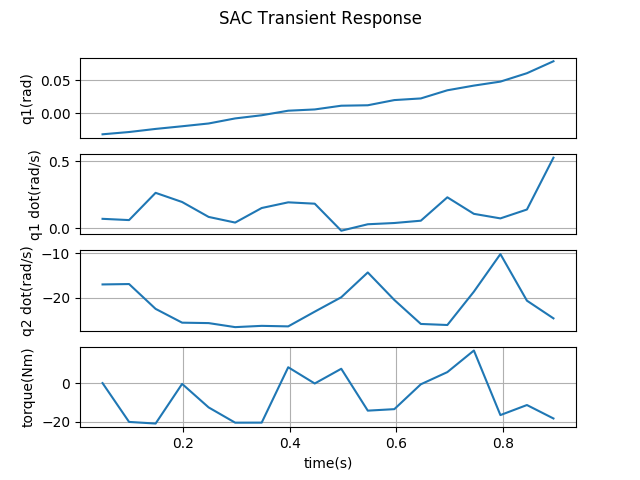 SAC Transient Response
0.05
0.00
q1(rad)
0.5
0.0
q1 dot(rad/s)
−10
−20
q2 dot(rad/s)
0
−20
torque(Nm)
0.2 0.4 0.6 0.8
time(s)